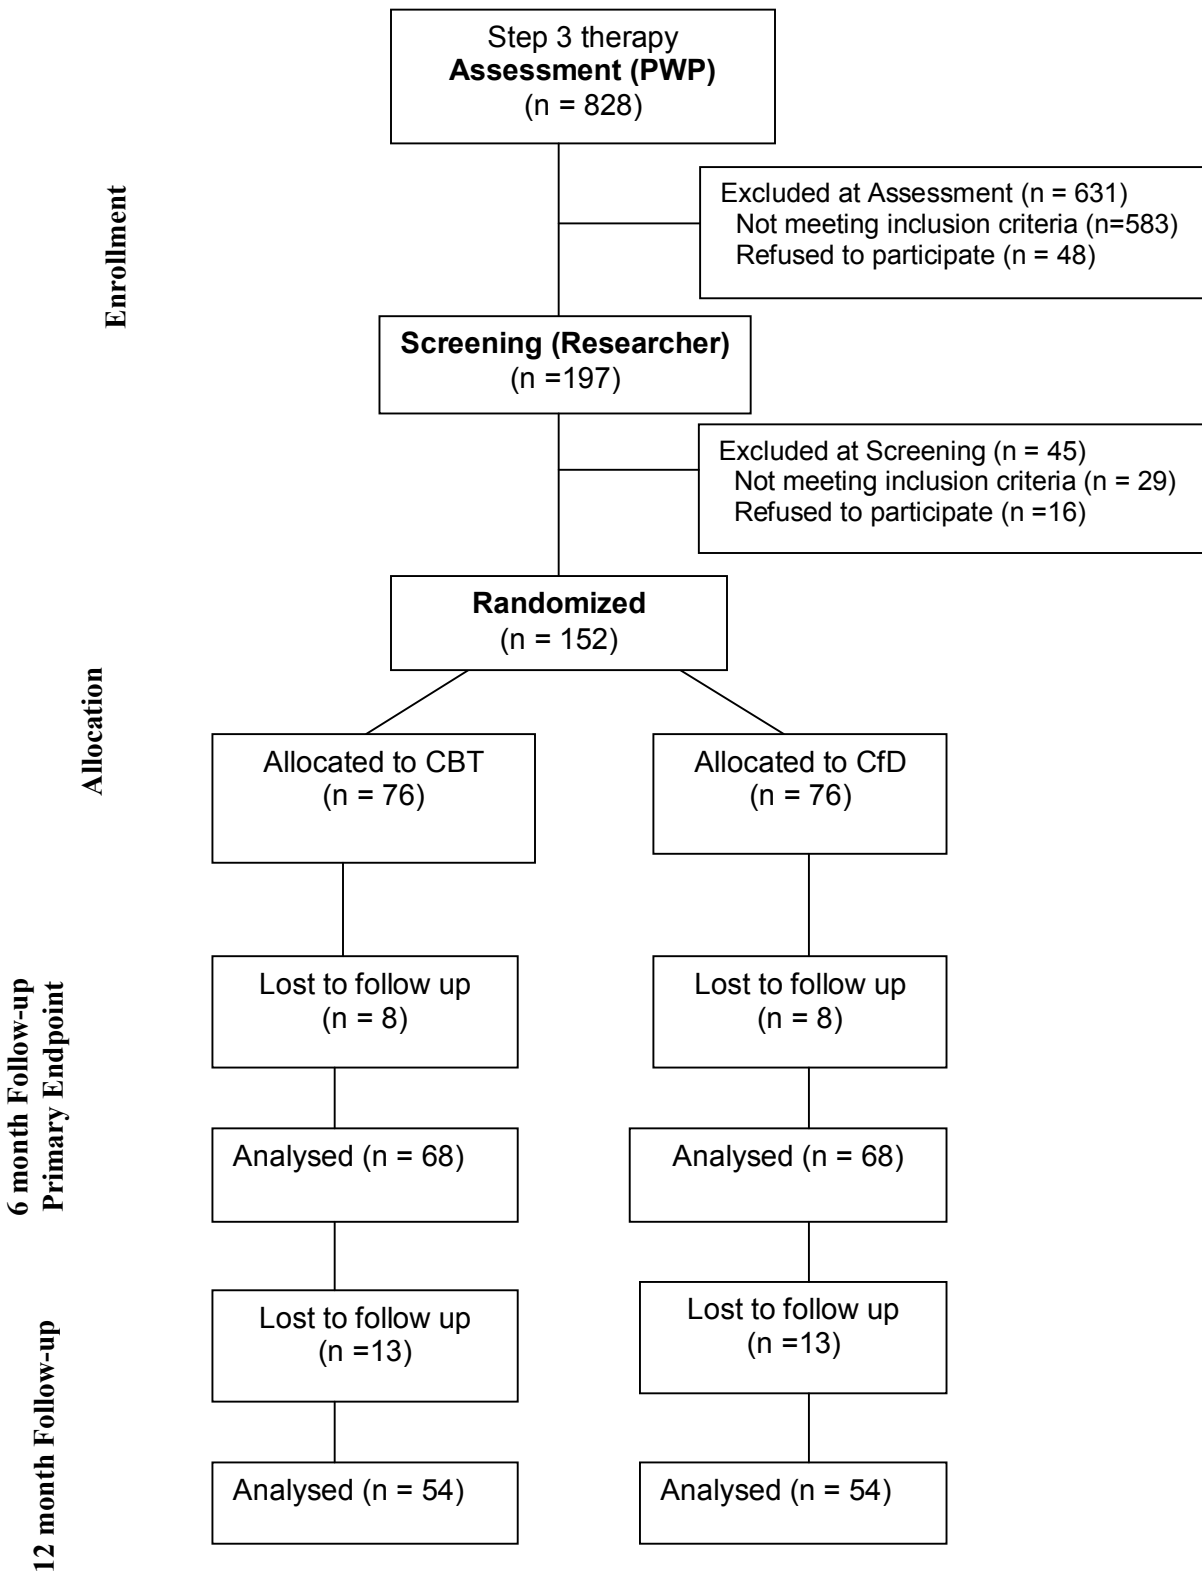 Step 3 therapy
Assessment (PWP)
(n = 828)
Enrollment
Excluded at Assessment (n = 631)
Not meeting inclusion criteria (n=583)
Refused to participate (n = 48)
Screening (Researcher)
(n =197)
Excluded at Screening (n = 45)
Not meeting inclusion criteria (n = 29)
Refused to participate (n =16)
Randomized
(n = 152)
Allocation
Allocated to CBT
(n = 76)
Allocated to CfD
(n = 76)
6 month Follow-up
Primary Endpoint
Lost to follow up
(n = 8)
Lost to follow up
(n = 8)
Analysed (n = 68)
Analysed (n = 68)
12 month Follow-up
Lost to follow up
(n =13)
Lost to follow up
(n =13)
Analysed (n = 54)
Analysed (n = 54)